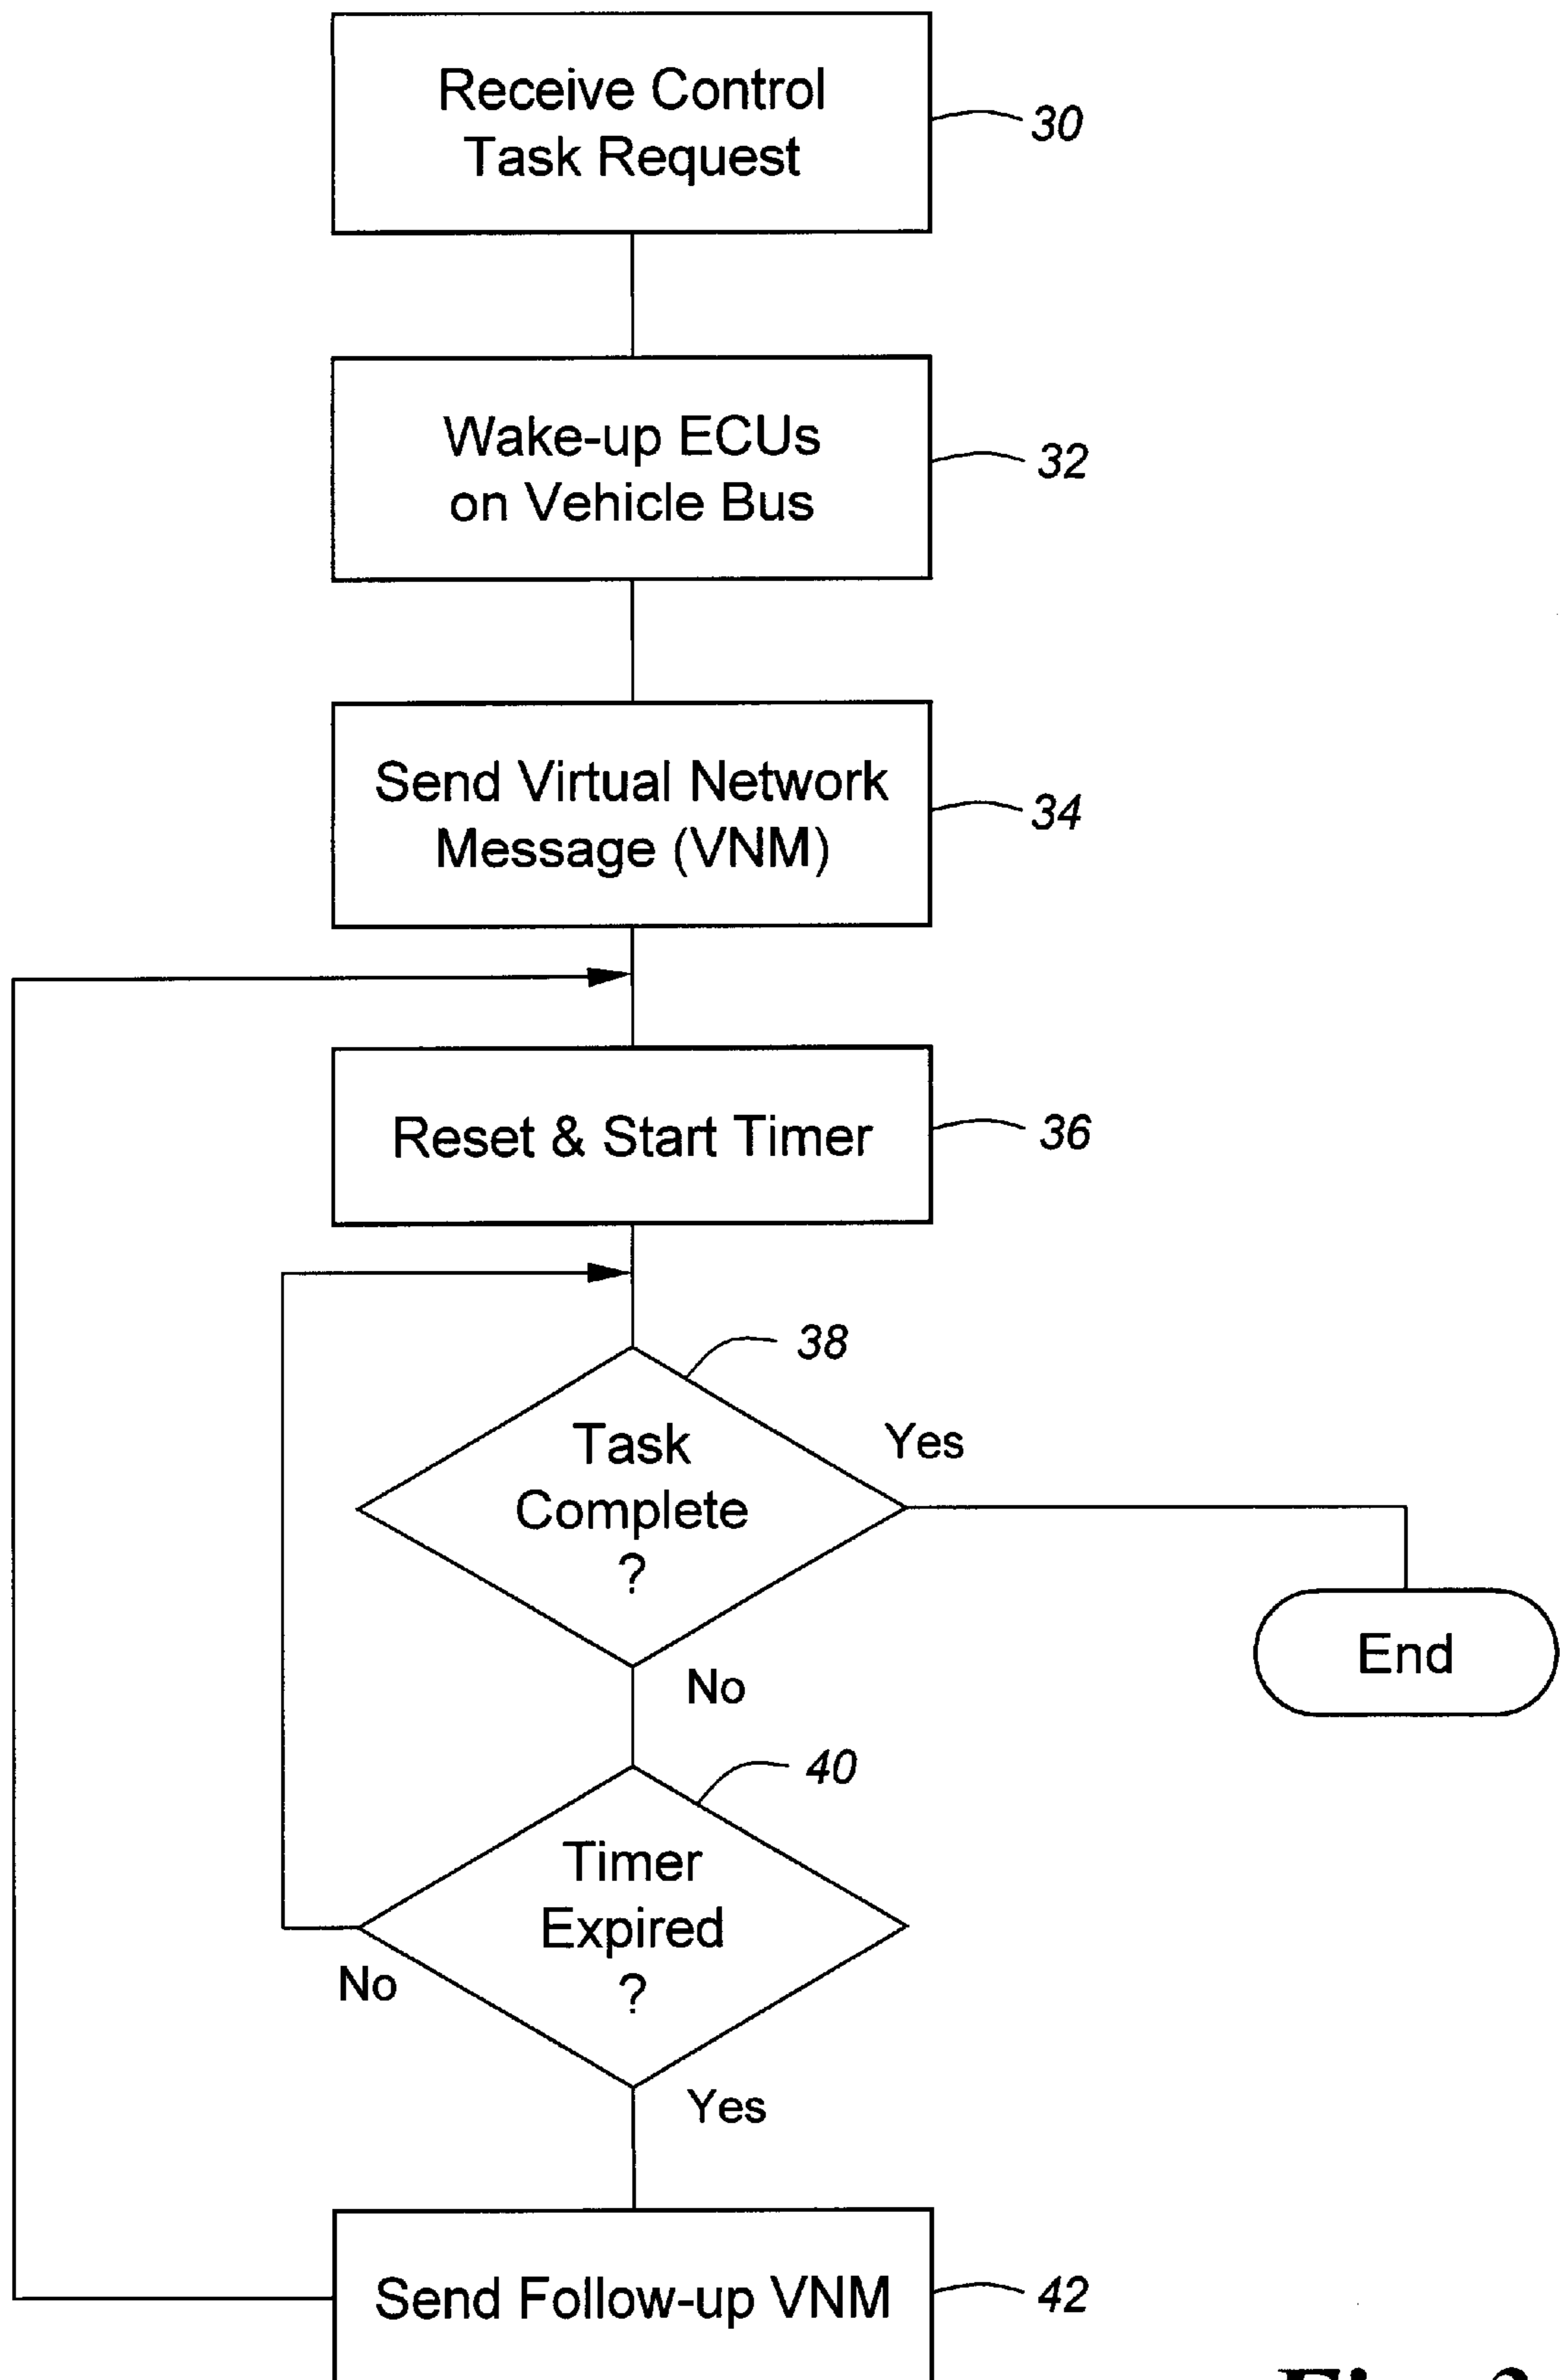 Receive Control
Task Request
30
Wake-up ECUs
on Vehicle Bus
32
Send Virtual Network
Message (VNM)
34
Reset & Start Timer
36
38
Task
Complete
?
Yes
No
End
40
Timer
Expired
?
No
Yes
Send Follow-up VNM
42